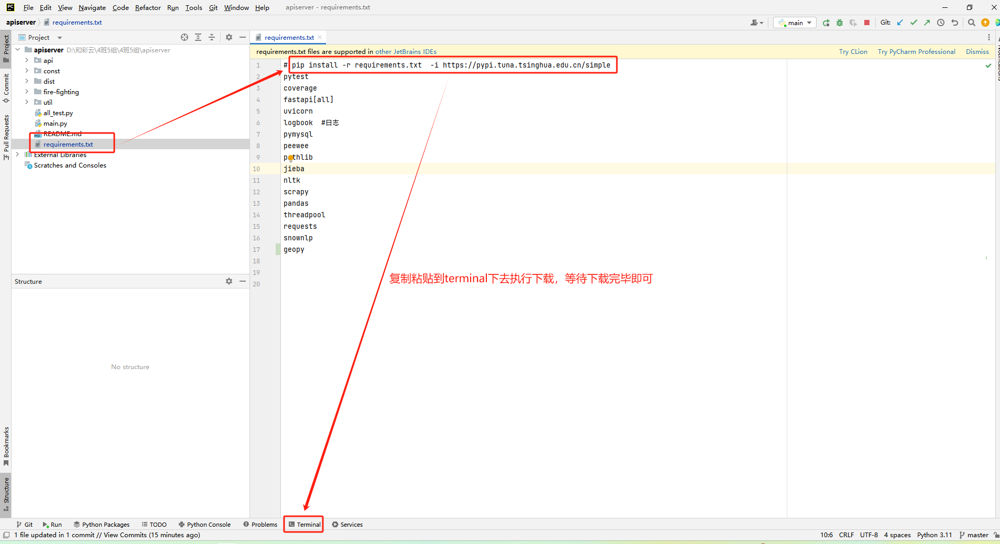 File Edit View Navigate Code Refactor Run Tools Git Window Help apiserver - requirements.txt
apiserver requirements.txt
main Git:
Project
requirements.txt
apiserver D:\和彩云\4班5组\4班5组\apiserver
api
const
dist
fire-fighting
util
all_test.py
main.py
README.md
requirements.txt
External Libraries
Scratches and Consoles
requirements.txt files are supported in other JetBrains IDEs Try CLion Try PyCharm Professional Dismiss
1 # pip install -r requirements.txt  -i https://pypi.tuna.tsinghua.edu.cn/simple
2 pytest
3 coverage
4 fastapi[all]
5 uvicorn
6 logbook  #日志
7 pymysql
8 peewee
9 pathlib
10 jieba
11 nltk
12 scrapy
13 pandas
14 threadpool
15 requests
16 snownlp
17 geopy
18
19
20
复制粘贴到terminal下去执行下载，等待下载完毕即可
Structure
No structure
Project
Commit
Pull Requests
Bookmarks
Structure
Git Run Python Packages TODO Python Console Problems Terminal Services
1 file updated in 1 commit // View Commits (15 minutes ago) 10:6 CRLF UTF-8 4 spaces Python 3.11 master